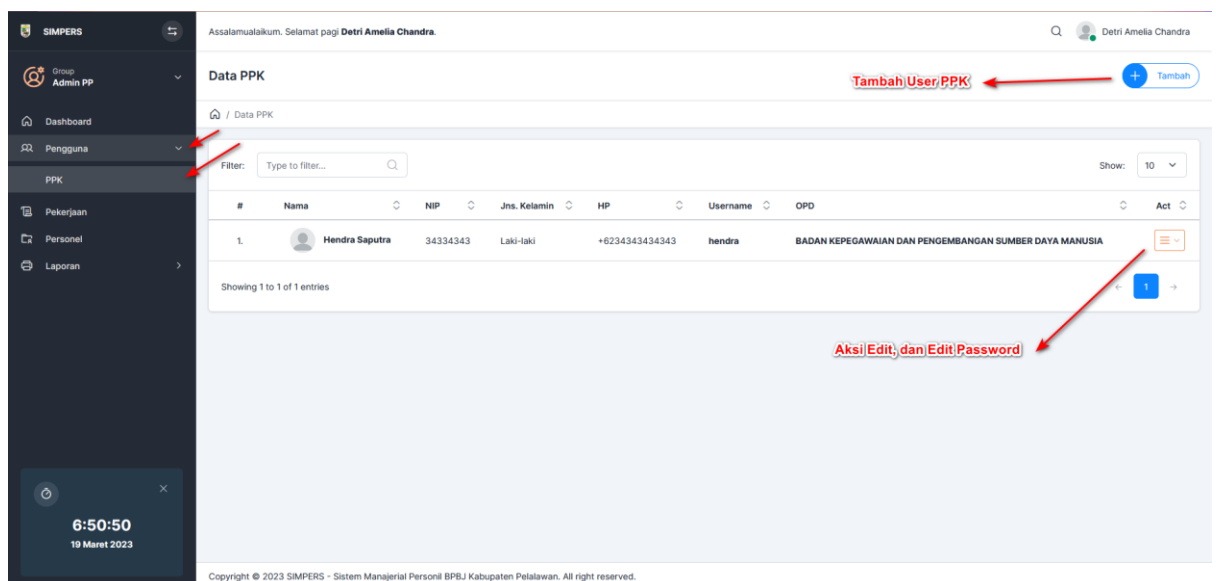 SIMPERS
Assalamualaikum. Selamat pagi Detri Amelia Chandra.
Detri Amelia Chandra
Group
Admin PP
Data PPK
Tambah User PPK
Tambah
Dashboard
/ Data PPK
Pengguna
PPK
Filter: Type to filter...
Show: 10
Pekerjaan
Personel
Laporan
# Nama NIP Jns. Kelamin HP Username OPD Act
1. Hendra Saputra 34334343 Laki-laki +6234343434343 hendra BADAN KEPEGAWAIAN DAN PENGEMBANGAN SUMBER DAYA MANUSIA
Showing 1 to 1 of 1 entries
← 1 →
Aksi Edit, dan Edit Password
6:50:50
19 Maret 2023
Copyright © 2023 SIMPERS - Sistem Manajerial Personil BPBJ Kabupaten Pelalawan. All right reserved.